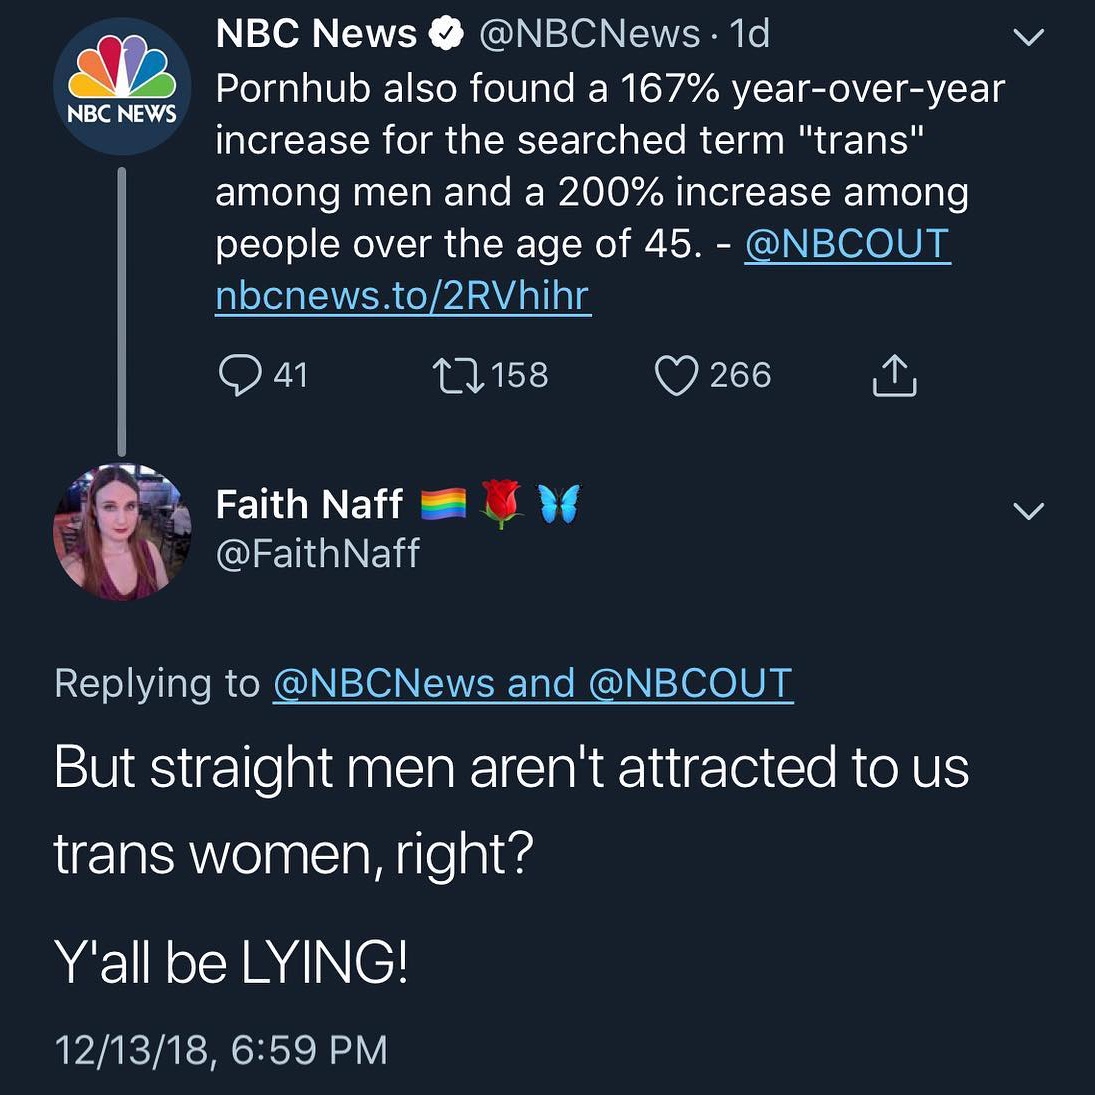 NBC News @NBCNews · 1d
NBC NEWS
Pornhub also found a 167% year-over-year
increase for the searched term "trans"
among men and a 200% increase among
people over the age of 45. - @NBCOUT
nbcnews.to/2RVhihr
41 158 266
Faith Naff 🏳️‍🌈🌹🦋
@FaithNaff
Replying to @NBCNews and @NBCOUT
But straight men aren't attracted to us
trans women, right?
Y'all be LYING!
12/13/18, 6:59 PM